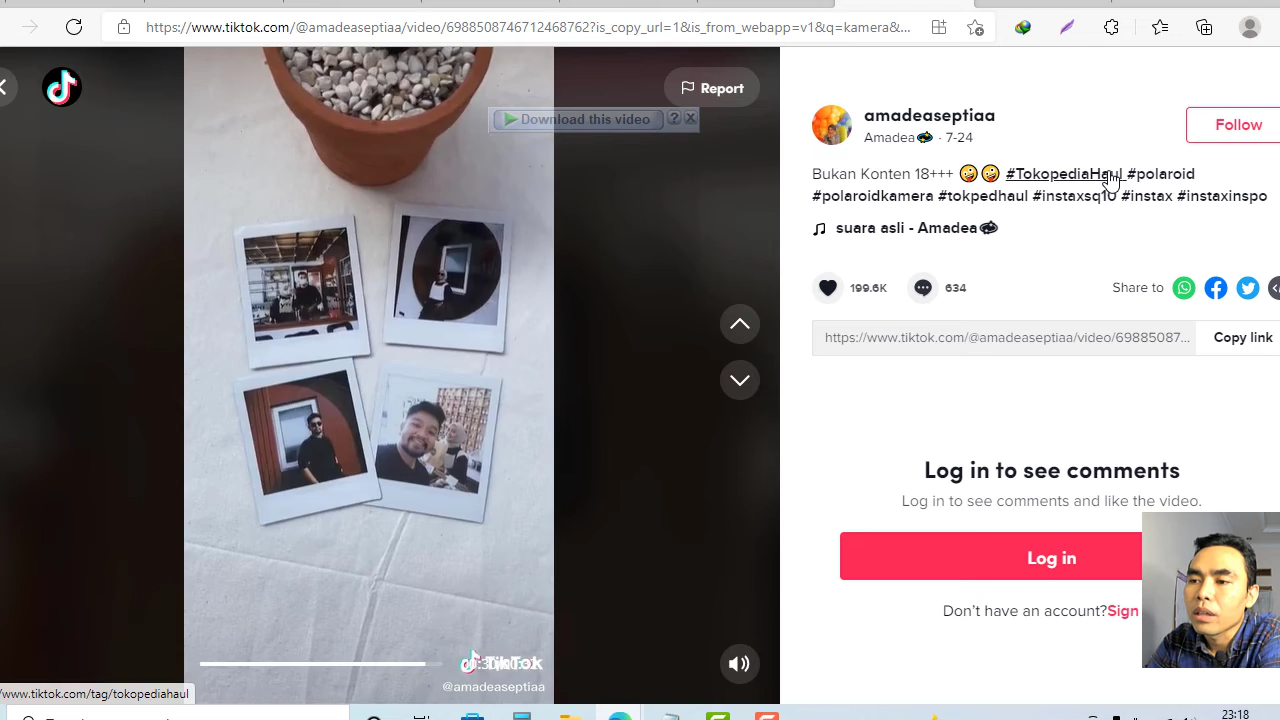 https://www.tiktok.com/@amadeaseptiaa/video/6988508746712468762?is_copy_url=1&is_from_webapp=v1&q=kamera&...
Report
Download this video ? X
amadeaseptiaa
Amadea · 7-24
Follow
Bukan Konten 18+++ 🤪🤪 #TokopediaHaul #polaroid
#polaroidkamera #tokpedhaul #instaxsq10 #instax #instaxinspo
suara asli - Amadea
199.6K
634
Share to
https://www.tiktok.com/@amadeaseptiaa/video/69885087...
Copy link
Log in to see comments
Log in to see comments and like the video.
Log in
Don't have an account? Sign
TikTok
@amadeaseptiaa
/www.tiktok.com/tag/tokopediahaul
23:18